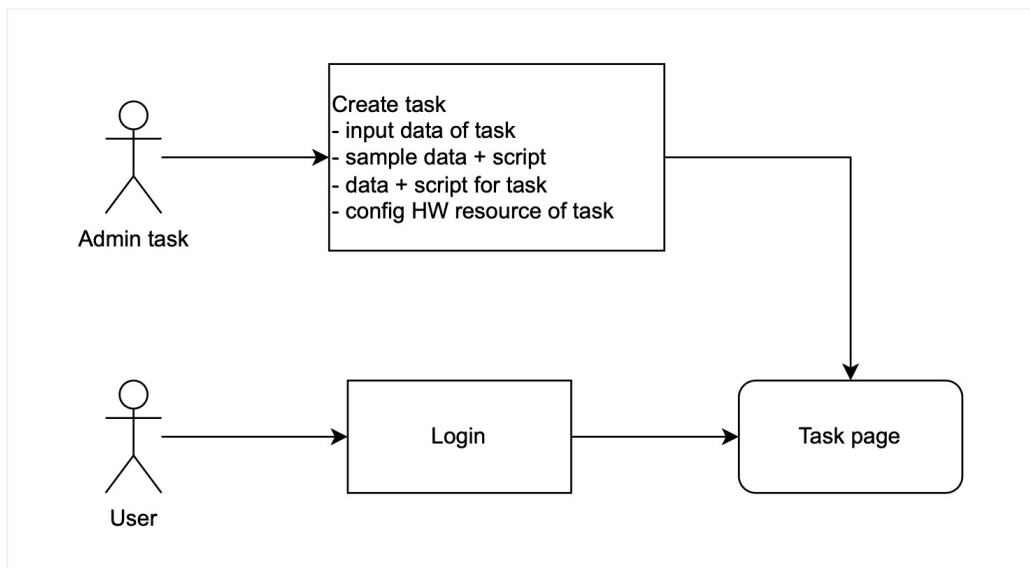 Create task
- input data of task
- sample data + script
- data + script for task
- config HW resource of task
Admin task
Login
Task page
User